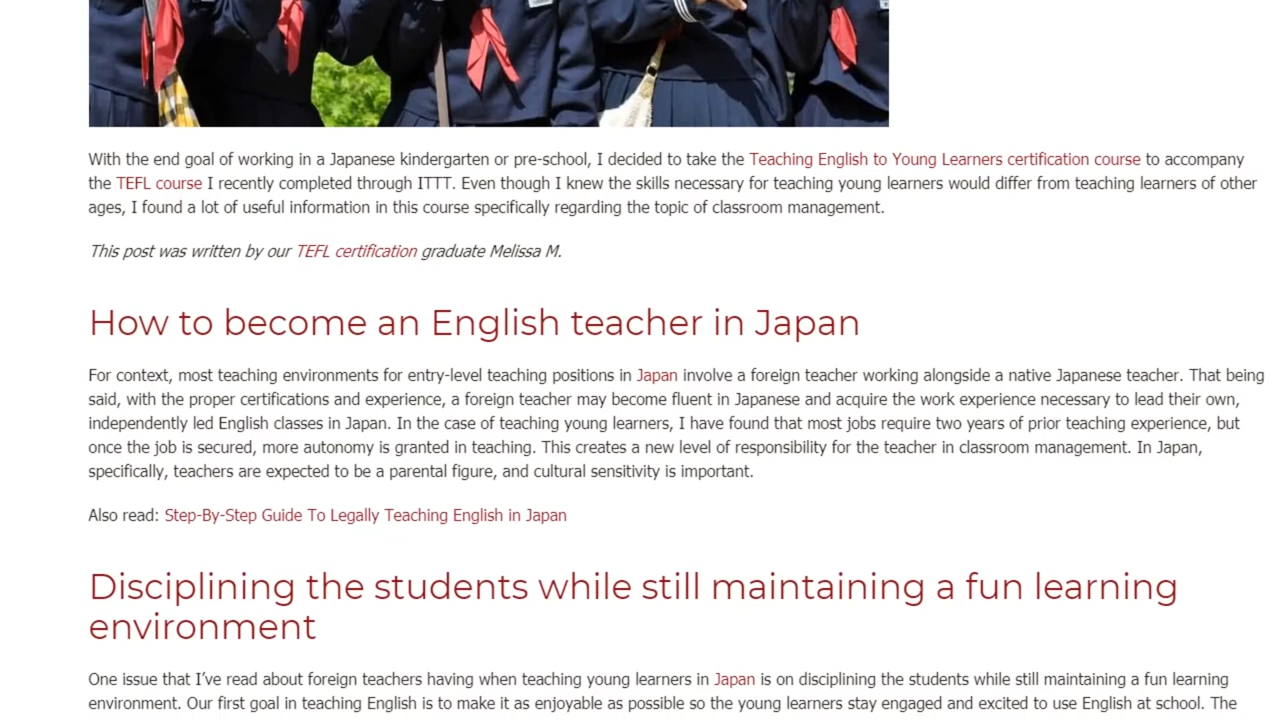 With the end goal of working in a Japanese kindergarten or pre-school, I decided to take the Teaching English to Young Learners certification course to accompany
the TEFL course I recently completed through ITTT. Even though I knew the skills necessary for teaching young learners would differ from teaching learners of other
ages, I found a lot of useful information in this course specifically regarding the topic of classroom management.
This post was written by our TEFL certification graduate Melissa M.
How to become an English teacher in Japan
For context, most teaching environments for entry-level teaching positions in Japan involve a foreign teacher working alongside a native Japanese teacher. That being
said, with the proper certifications and experience, a foreign teacher may become fluent in Japanese and acquire the work experience necessary to lead their own,
independently led English classes in Japan. In the case of teaching young learners, I have found that most jobs require two years of prior teaching experience, but
once the job is secured, more autonomy is granted in teaching. This creates a new level of responsibility for the teacher in classroom management. In Japan,
specifically, teachers are expected to be a parental figure, and cultural sensitivity is important.
Also read: Step-By-Step Guide To Legally Teaching English in Japan
Disciplining the students while still maintaining a fun learning
environment
One issue that I've read about foreign teachers having when teaching young learners in Japan is on disciplining the students while still maintaining a fun learning
environment. Our first goal in teaching English is to make it as enjoyable as possible so the young learners stay engaged and excited to use English at school. The